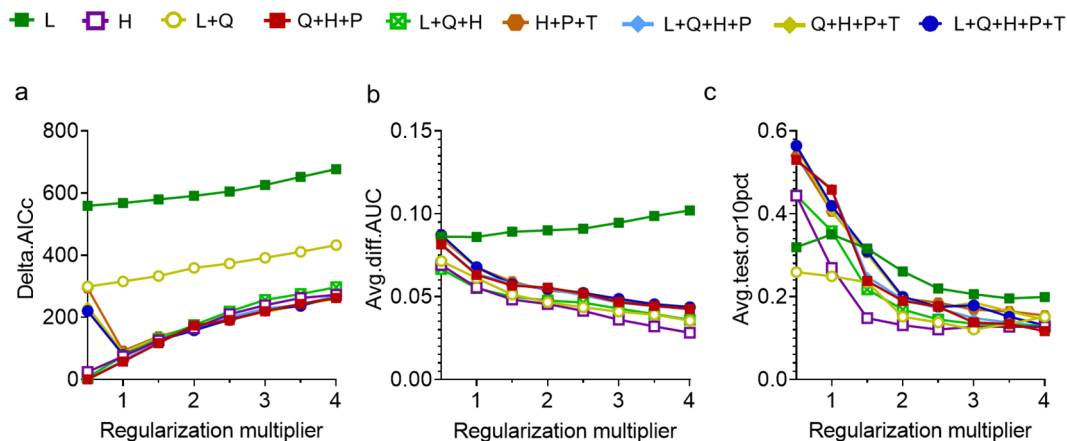 L H L+Q Q+H+P L+Q+H H+P+T L+Q+H+P Q+H+P+T L+Q+H+P+T
a
Delta.AICc
800
600
400
200
0
1 2 3 4
Regularization multiplier
b
Avg.diff.AUC
0.15
0.10
0.05
0.00
1 2 3 4
Regularization multiplier
c
Avg.test.or10pct
0.6
0.4
0.2
0.0
1 2 3 4
Regularization multiplier